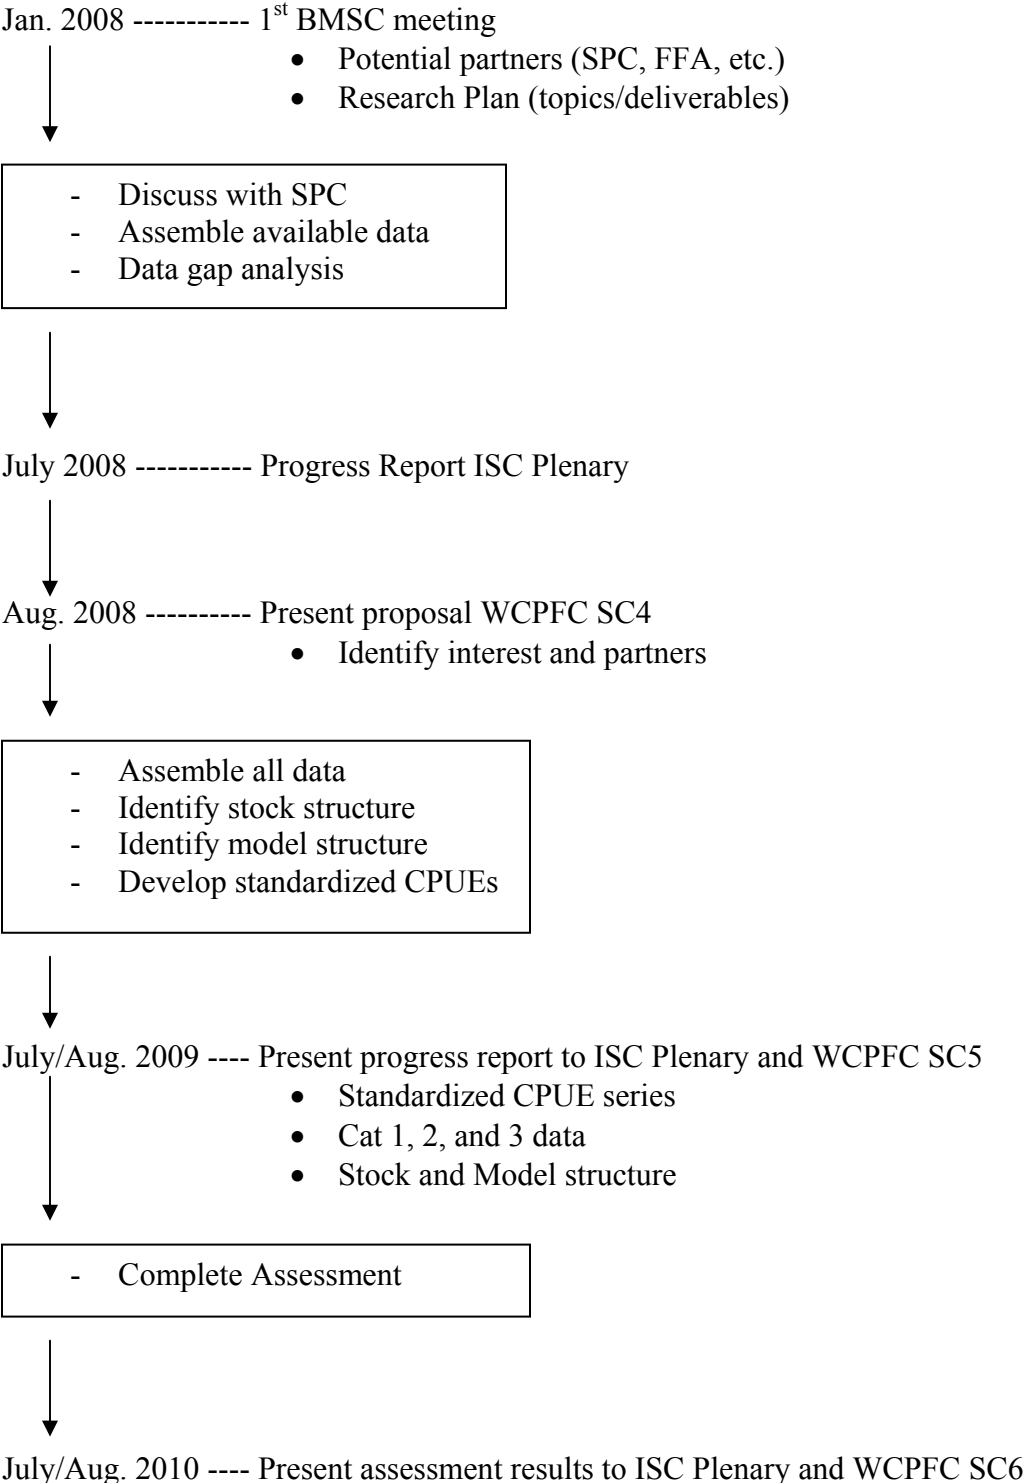 Jan. 2008 ----------- 1st BMSC meeting
• Potential partners (SPC, FFA, etc.)
• Research Plan (topics/deliverables)
- Discuss with SPC
- Assemble available data
- Data gap analysis
July 2008 ----------- Progress Report ISC Plenary
Aug. 2008 ---------- Present proposal WCPFC SC4
• Identify interest and partners
- Assemble all data
- Identify stock structure
- Identify model structure
- Develop standardized CPUEs
July/Aug. 2009 ---- Present progress report to ISC Plenary and WCPFC SC5
• Standardized CPUE series
• Cat 1, 2, and 3 data
• Stock and Model structure
- Complete Assessment
July/Aug. 2010 ---- Present assessment results to ISC Plenary and WCPFC SC6